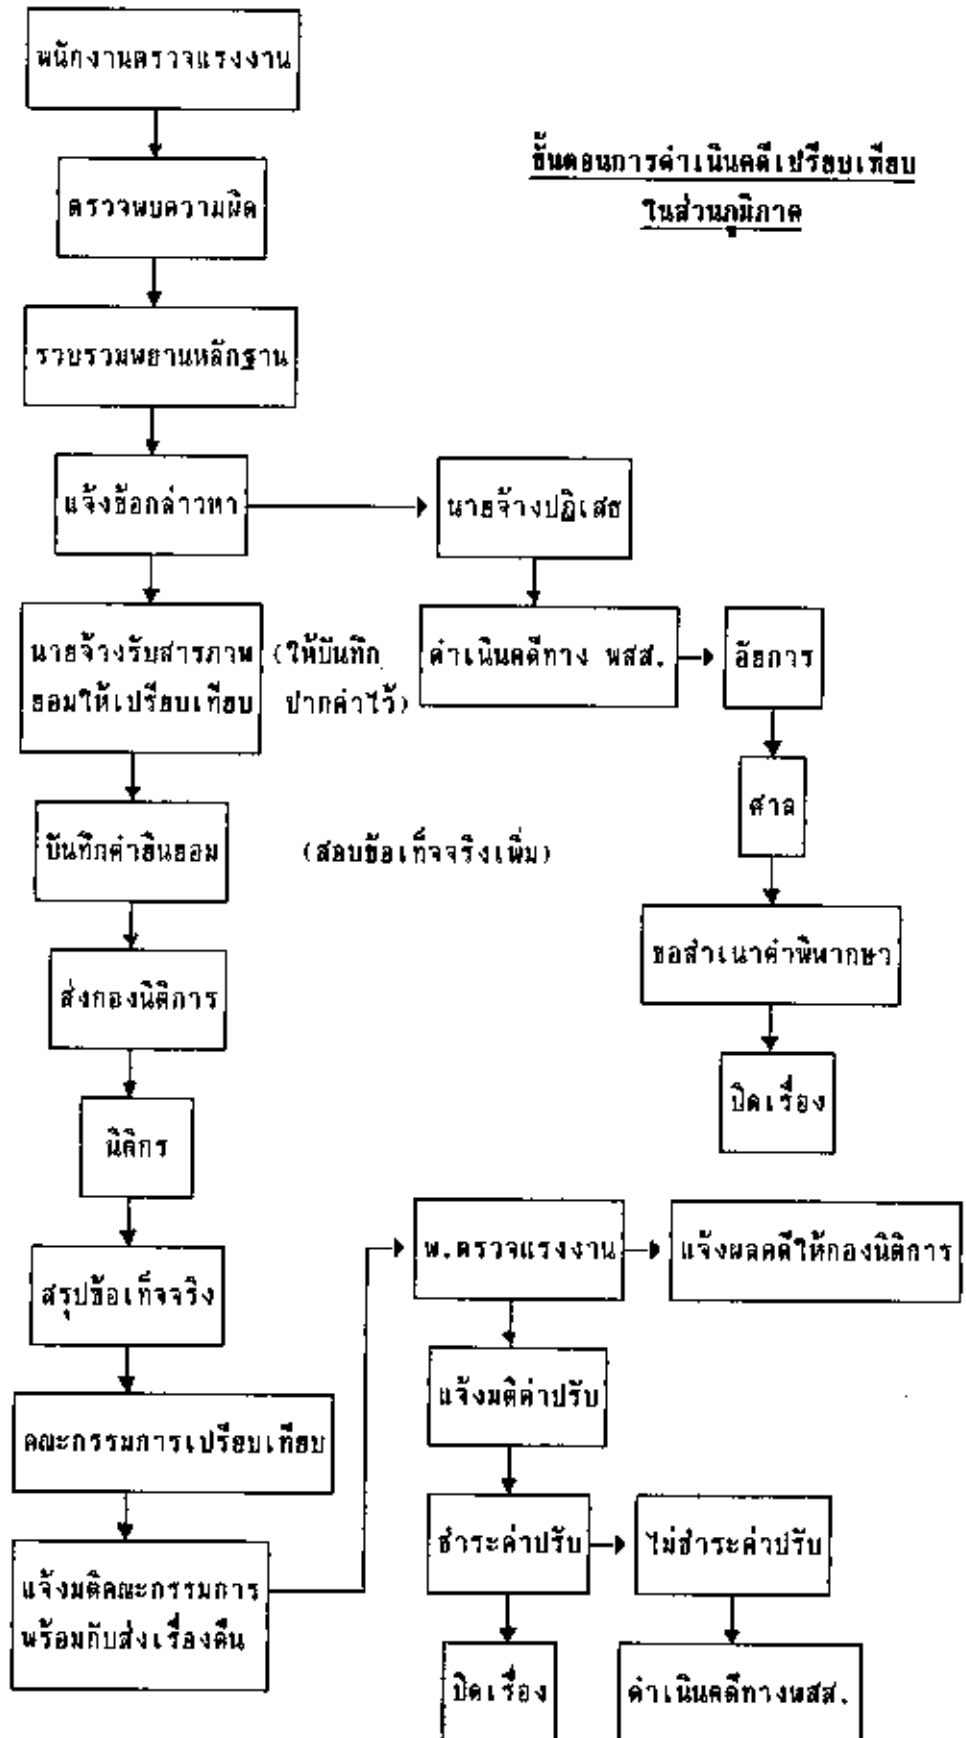 พนักงานตรวจแรงงาน
ขั้นตอนการดำเนินคดีเปรียบเทียบ
ในส่วนภูมิภาค
ตรวจพบความผิด
รวบรวมพยานหลักฐาน
แจ้งข้อกล่าวหา
นายจ้างปฏิเสธ
นายจ้างรับสารภาพ
ยอมให้เปรียบเทียบ
(ให้บันทึก
ปากคำไว้)
ดำเนินคดีทาง พสส.
อัยการ
ศาล
บันทึกคำยินยอม
(สอบข้อเท็จจริงเพิ่ม)
ขอสำเนาคำพิพากษา
ส่งกองนิติการ
ปิดเรื่อง
นิติกร
พ.ตรวจแรงงาน
แจ้งผลคดีให้กองนิติการ
สรุปข้อเท็จจริง
แจ้งมติค่าปรับ
คณะกรรมการเปรียบเทียบ
ชำระค่าปรับ
ไม่ชำระค่าปรับ
แจ้งมติคณะกรรมการ
พร้อมกับส่งเรื่องคืน
ปิดเรื่อง
ดำเนินคดีทางพสส.